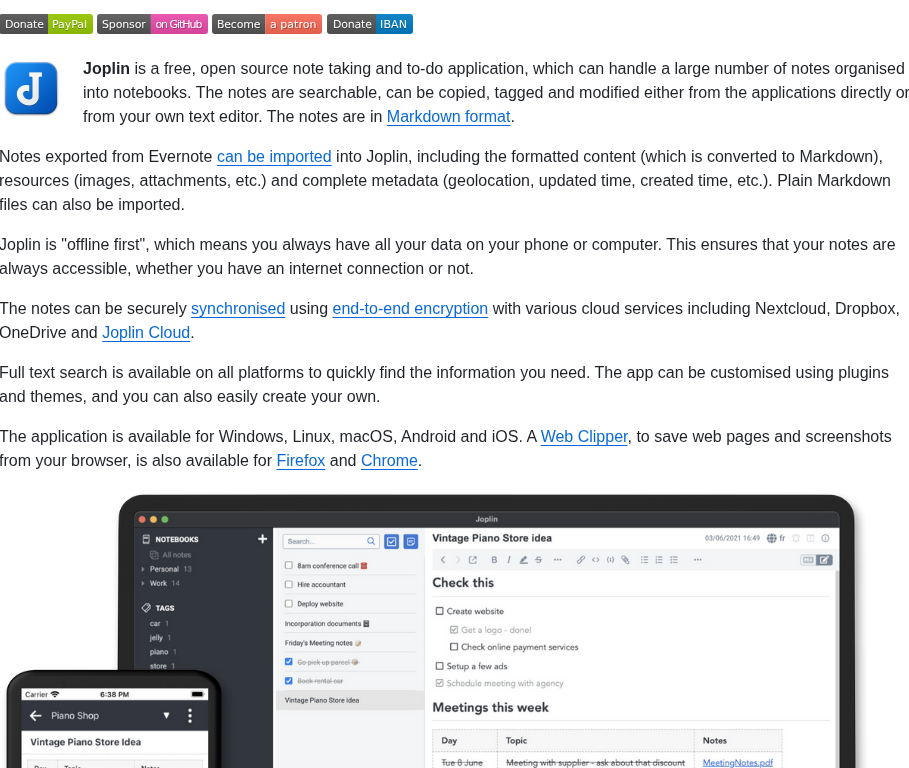 Donate PayPal Sponsor on GitHub Become a patron Donate IBAN
Joplin is a free, open source note taking and to-do application, which can handle a large number of notes organised
into notebooks. The notes are searchable, can be copied, tagged and modified either from the applications directly or
from your own text editor. The notes are in Markdown format.
Notes exported from Evernote can be imported into Joplin, including the formatted content (which is converted to Markdown),
resources (images, attachments, etc.) and complete metadata (geolocation, updated time, created time, etc.). Plain Markdown
files can also be imported.
Joplin is "offline first", which means you always have all your data on your phone or computer. This ensures that your notes are
always accessible, whether you have an internet connection or not.
The notes can be securely synchronised using end-to-end encryption with various cloud services including Nextcloud, Dropbox,
OneDrive and Joplin Cloud.
Full text search is available on all platforms to quickly find the information you need. The app can be customised using plugins
and themes, and you can also easily create your own.
The application is available for Windows, Linux, macOS, Android and iOS. A Web Clipper, to save web pages and screenshots
from your browser, is also available for Firefox and Chrome.
Joplin
NOTEBOOKS
All notes
Personal 13
Work 14
TAGS
car 1
jelly 1
piano 1
store 1
Search...
8am conference call
Hire accountant
Deploy website
Incorporation documents
Friday's Meeting notes
Go pick up parcel
Book rental car
Vintage Piano Store idea
Vintage Piano Store idea 03/06/2021 16:49 fr
Check this
Create website
Get a logo - done!
Check online payment services
Setup a few ads
Schedule meeting with agency
Meetings this week
Day Topic Notes
Tue 8 June Meeting with supplier - ask about that discount MeetingNotes.pdf
Carrier 6:38 PM
Piano Shop
Vintage Piano Store Idea
Day Topic Notes